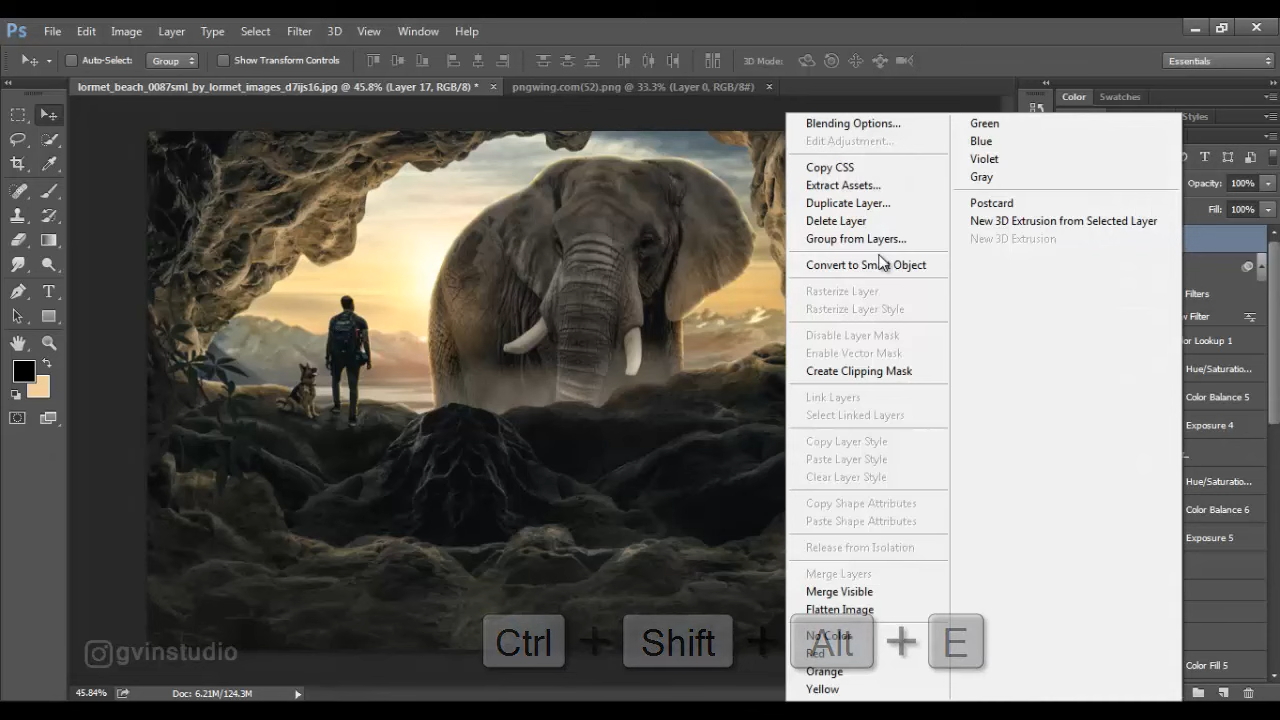 Ps File Edit Image Layer Type Select Filter 3D View Window Help
Auto-Select: Group Show Transform Controls 3D Mode: Essentials
lormet_beach_0087sml_by_lormet_images_d7ijs16.jpg @ 45.8% (Layer 17, RGB/8) * × pngwing.com(52).png @ 33.3% (Layer 0, RGB/8#) ×
Color Swatches
Styles
Opacity: 100%
Fill: 100%
Filters
Filter
Color Lookup 1
Hue/Saturatio...
Color Balance 5
Exposure 4
Hue/Saturatio...
Color Balance 6
Exposure 5
Color Fill 5
Blending Options...
Edit Adjustment...
Copy CSS
Extract Assets...
Duplicate Layer...
Delete Layer
Group from Layers...
Convert to Smart Object
Rasterize Layer
Rasterize Layer Style
Disable Layer Mask
Enable Vector Mask
Create Clipping Mask
Link Layers
Select Linked Layers
Copy Layer Style
Paste Layer Style
Clear Layer Style
Copy Shape Attributes
Paste Shape Attributes
Release from Isolation
Merge Layers
Merge Visible
Flatten Image
No Color
Red
Orange
Yellow
Green
Blue
Violet
Gray
Postcard
New 3D Extrusion from Selected Layer
New 3D Extrusion
Ctrl + Shift + Alt + E
gvinstudio
45.84% Doc: 6.21M/124.3M